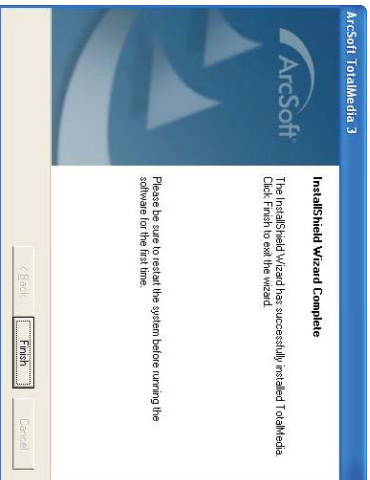 ArcSoft TotalMedia 3
ArcSoft
InstallShield Wizard Complete
The InstallShield Wizard has successfully installed TotalMedia.
Click Finish to exit the wizard.
Please be sure to restart the system before running the
software for the first time.
< Back
Finish
Cancel